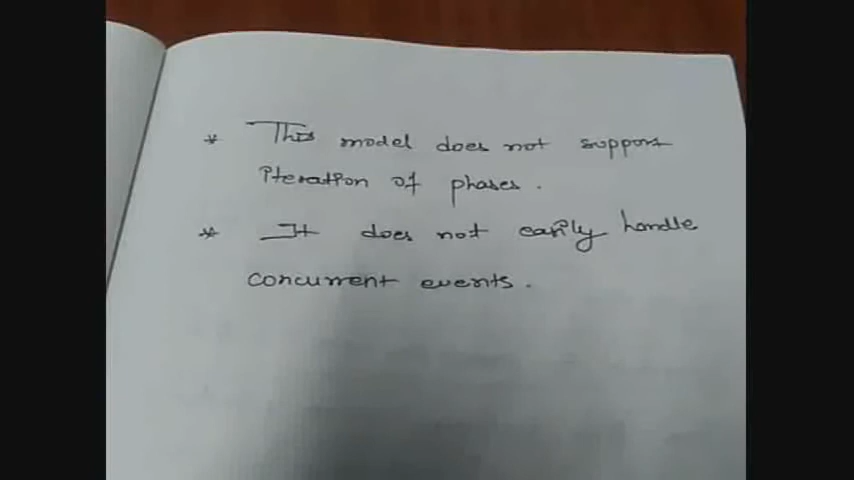 * This model does not support
iteration of phases.
* It does not easily handle
concurrent events.